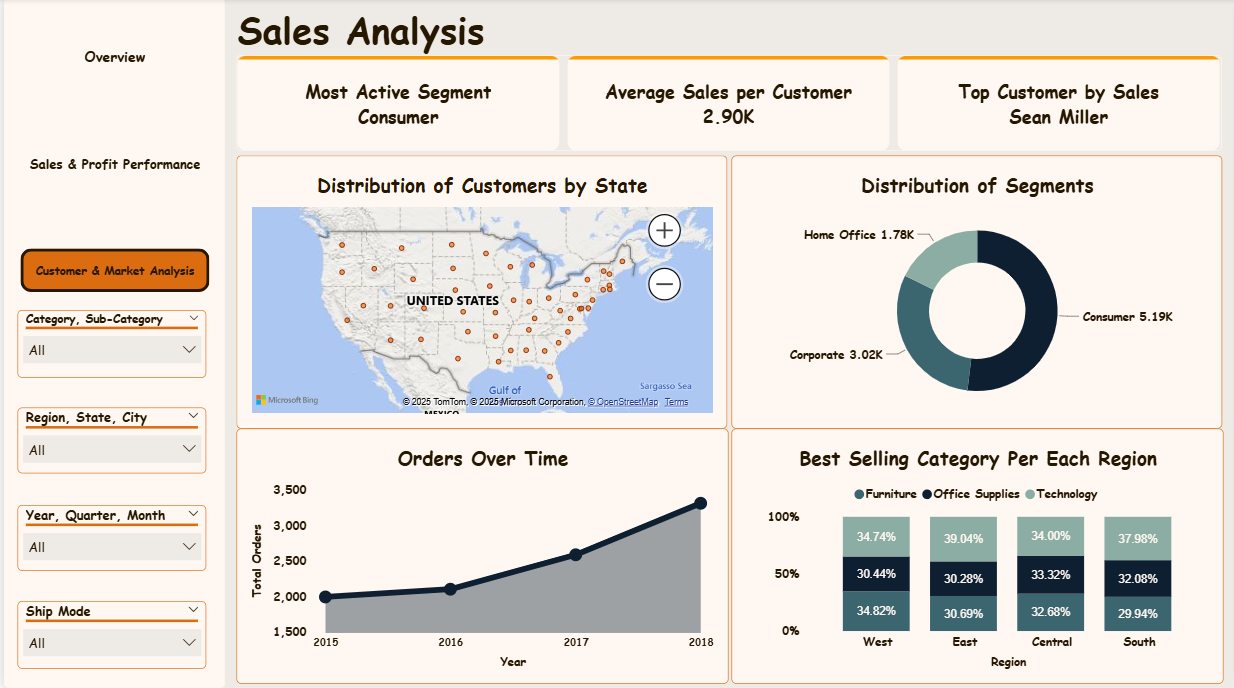 Overview
Sales & Profit Performance
Customer & Market Analysis
Category, Sub-Category
All
Region, State, City
All
Year, Quarter, Month
All
Ship Mode
All
Sales Analysis
Most Active Segment
Consumer
Average Sales per Customer
2.90K
Top Customer by Sales
Sean Miller
Distribution of Customers by State
UNITED STATES
Gulf of
Sargasso Sea
MEXICO
Microsoft Bing
© 2025 TomTom, © 2025 Microsoft Corporation, © OpenStreetMap Terms
Distribution of Segments
Home Office 1.78K
Consumer 5.19K
Corporate 3.02K
Orders Over Time
Total Orders
3,500
3,000
2,500
2,000
1,500
2015 2016 2017 2018
Year
Best Selling Category Per Each Region
Furniture Office Supplies Technology
100%
50%
0%
34.74% 39.04% 34.00% 37.98%
30.44% 30.28% 33.32% 32.08%
34.82% 30.69% 32.68% 29.94%
West East Central South
Region